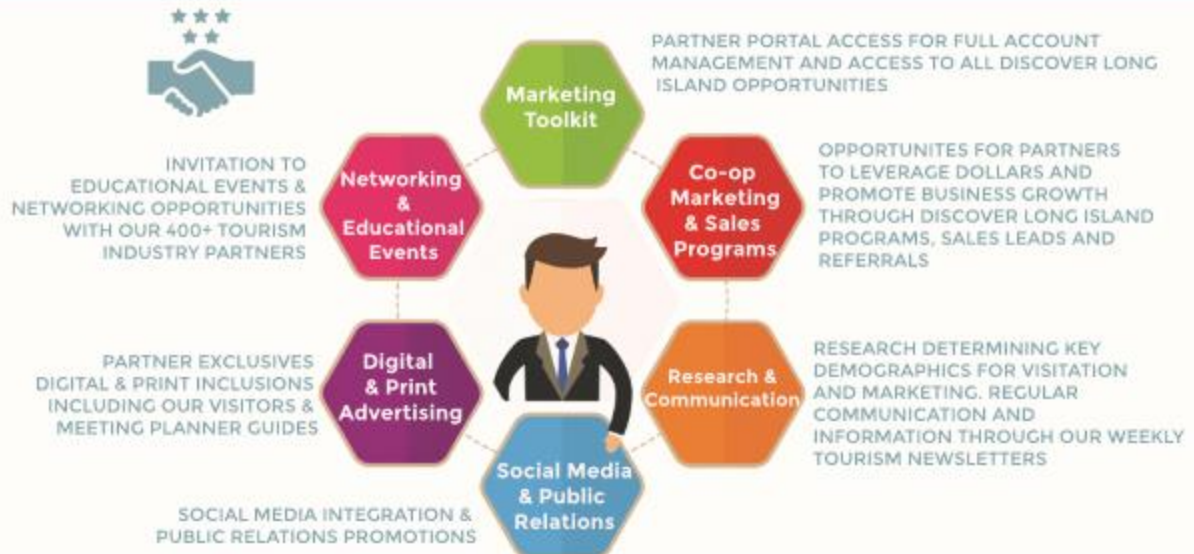 Marketing
Toolkit
PARTNER PORTAL ACCESS FOR FULL ACCOUNT
MANAGEMENT AND ACCESS TO ALL DISCOVER LONG
ISLAND OPPORTUNITIES
Co-op
Marketing
& Sales
Programs
OPPORTUNITES FOR PARTNERS
TO LEVERAGE DOLLARS AND
PROMOTE BUSINESS GROWTH
THROUGH DISCOVER LONG ISLAND
PROGRAMS, SALES LEADS AND
REFERRALS
Research &
Communication
RESEARCH DETERMINING KEY
DEMOGRAPHICS FOR VISITATION
AND MARKETING. REGULAR
COMMUNICATION AND
INFORMATION THROUGH OUR WEEKLY
TOURISM NEWSLETTERS
Social Media
& Public
Relations
SOCIAL MEDIA INTEGRATION &
PUBLIC RELATIONS PROMOTIONS
Digital
& Print
Advertising
PARTNER EXCLUSIVES
DIGITAL & PRINT INCLUSIONS
INCLUDING OUR VISITORS &
MEETING PLANNER GUIDES
Networking
&
Educational
Events
INVITATION TO
EDUCATIONAL EVENTS &
NETWORKING OPPORTUNITIES
WITH OUR 400+ TOURISM
INDUSTRY PARTNERS